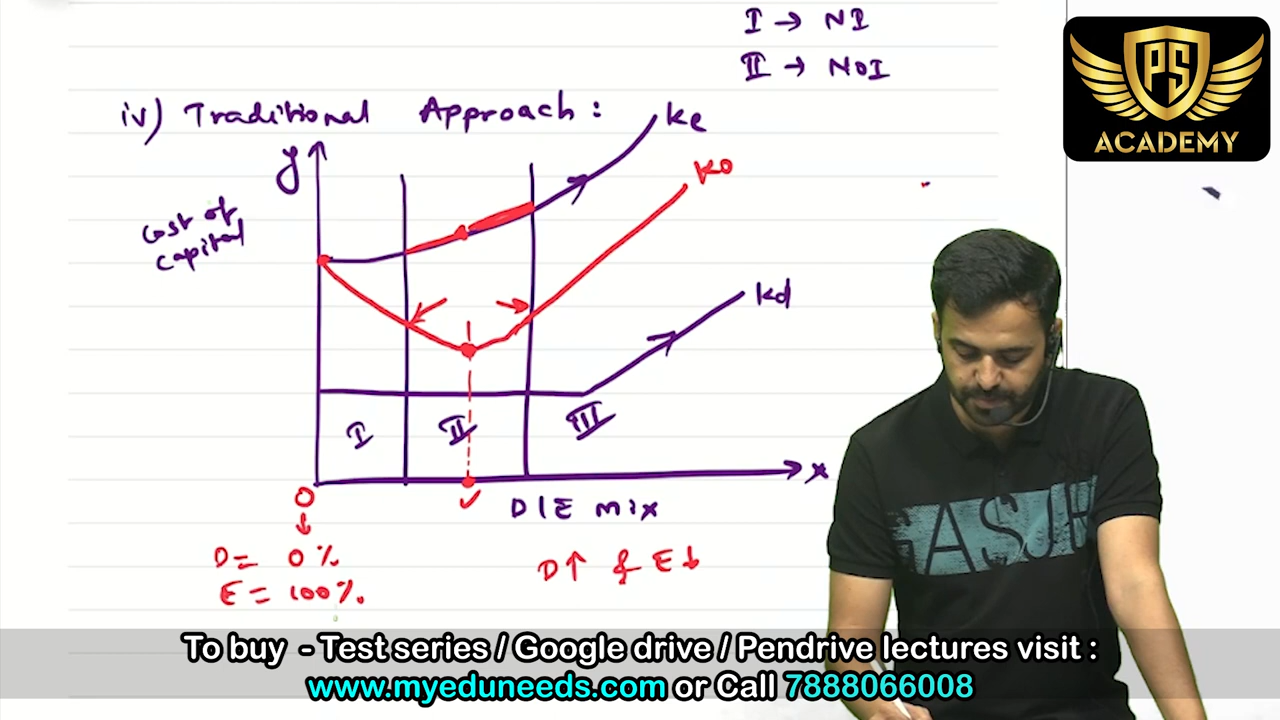 I → NI
II → NOI
iv) Traditional Approach :
y
Cost of
capital
ke
ko
kd
I
II
III
x
0
D/E mix
D = 0%
E = 100%
D↑ & E↓
PS
ACADEMY
To buy - Test series / Google drive / Pendrive lectures visit :
www.myeduneeds.com or Call 7888066008